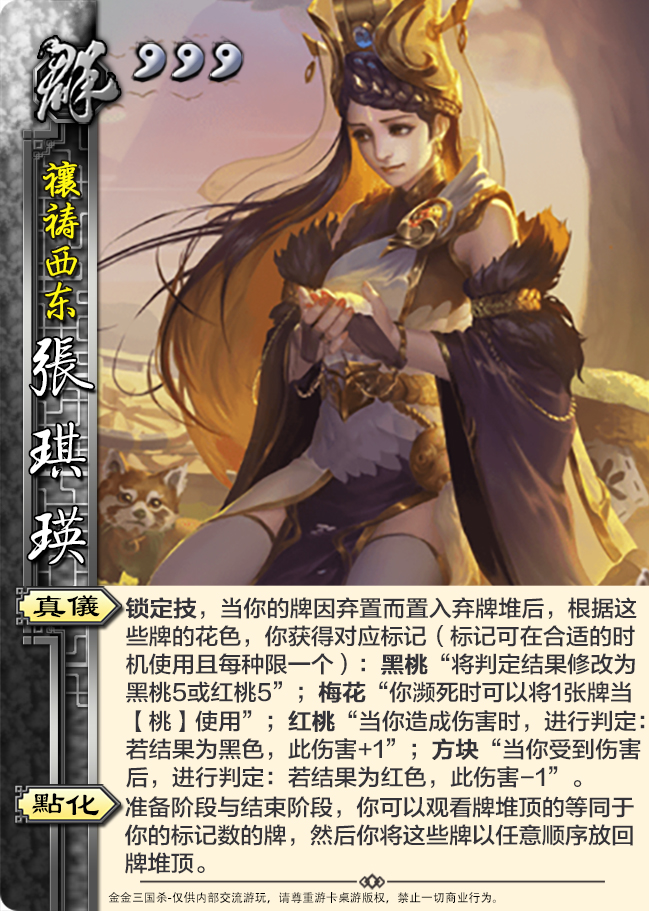 群
999
禳祷西东
張琪瑛
真儀
锁定技，当你的牌因弃置而置入弃牌堆后，根据这
些牌的花色，你获得对应标记（标记可在合适的时
机使用且每种限一个）：黑桃“将判定结果修改为
黑桃5或红桃5”；梅花“你濒死时可以将1张牌当
【桃】使用”；红桃“当你造成伤害时，进行判定：
若结果为黑色，此伤害+1”；方块“当你受到伤害
后，进行判定：若结果为红色，此伤害-1”。
點化
准备阶段与结束阶段，你可以观看牌堆顶的等同于
你的标记数的牌，然后你将这些牌以任意顺序放回
牌堆顶。
金金三国杀-仅供内部交流游玩，请尊重游卡桌游版权，禁止一切商业行为。